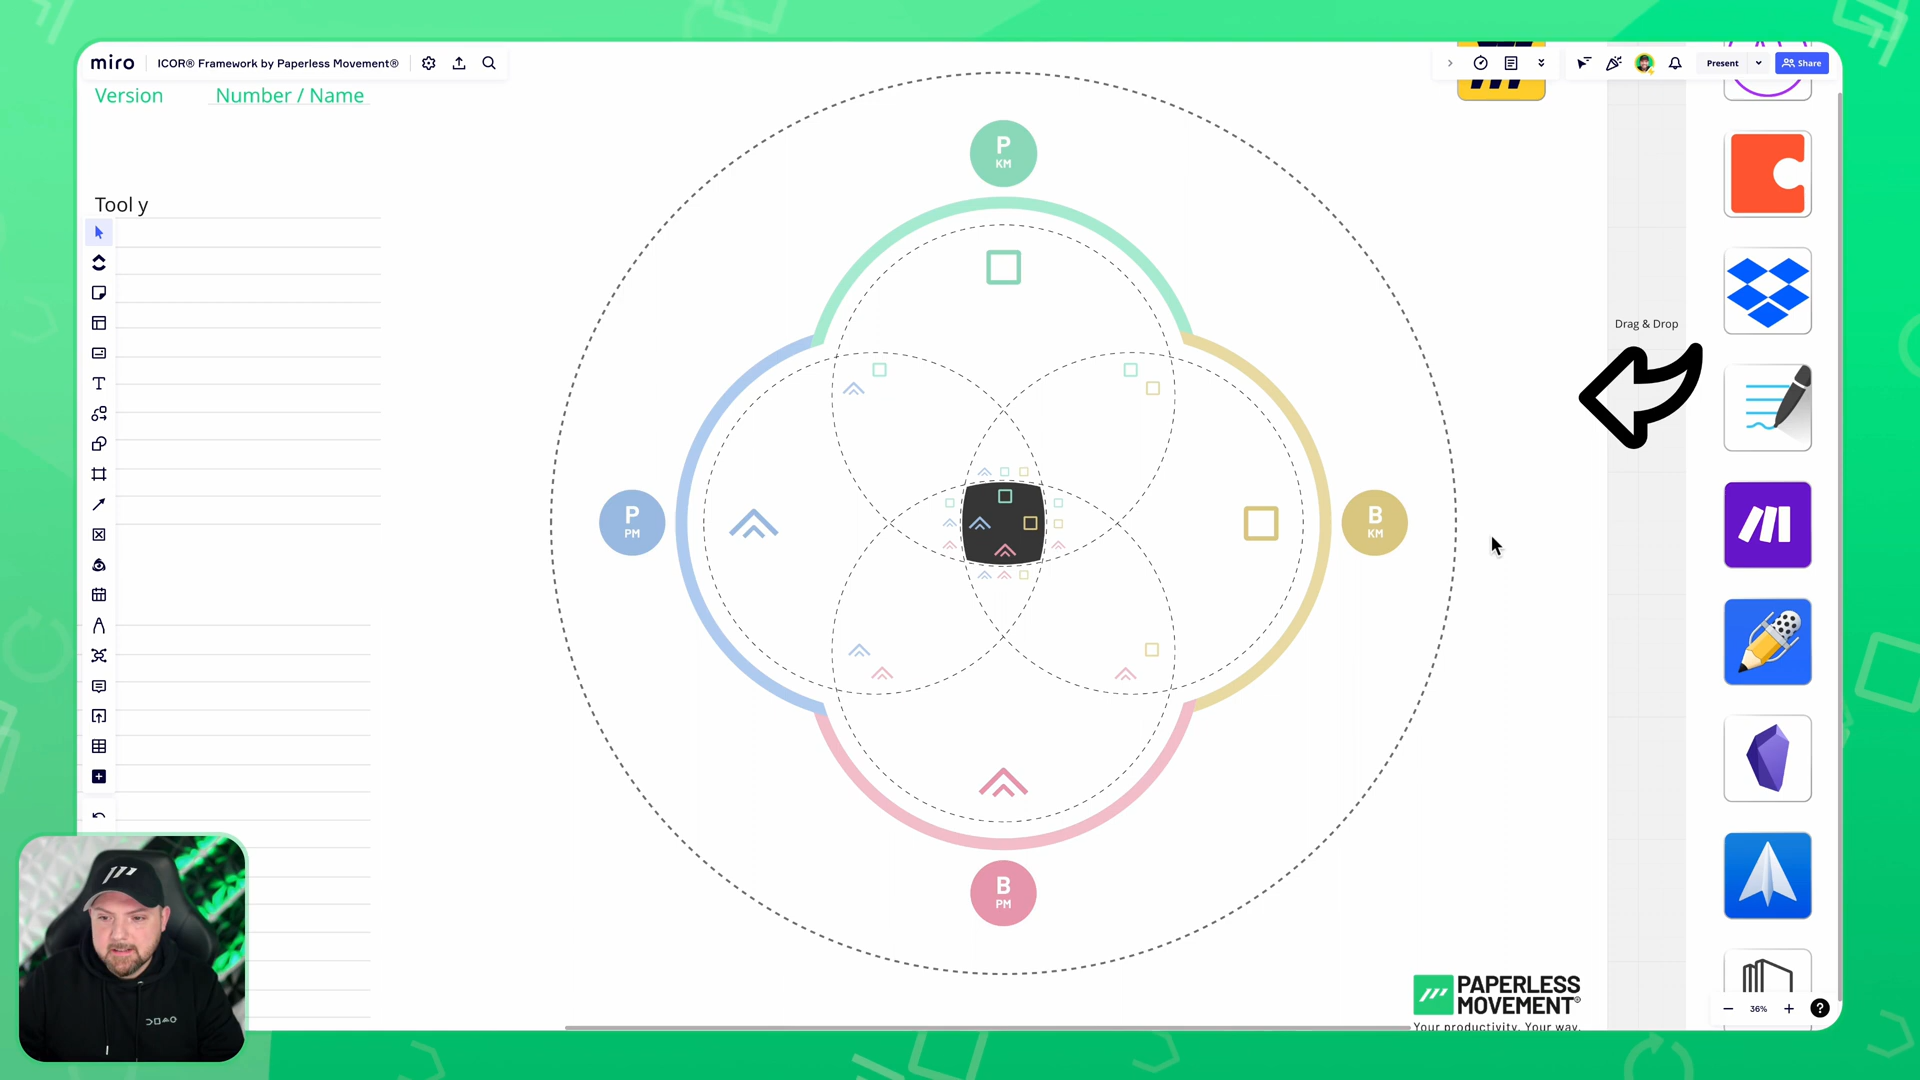 miro
ICOR® Framework by Paperless Movement®
Present
Share
Version
Number / Name
Tool y
P
KM
P
PM
B
KM
B
PM
Drag & Drop
PAPERLESS
MOVEMENT®
Your productivity. Your way.
36%